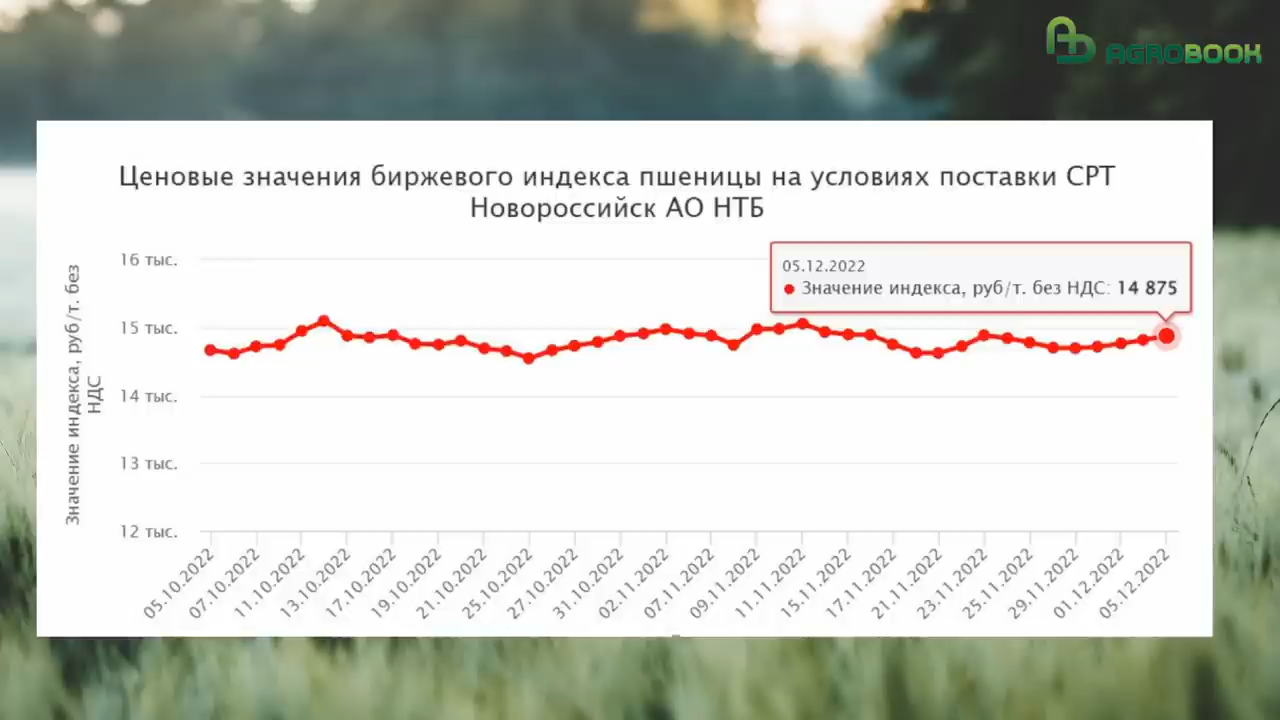 AGROBOOK
Ценовые значения биржевого индекса пшеницы на условиях поставки CPT
Новороссийск АО НТБ
Значение индекса, руб/т. без
НДС
16 тыс.
15 тыс.
14 тыс.
13 тыс.
12 тыс.
05.12.2022
Значение индекса, руб/т. без НДС: 14 875
05.10.2022
07.10.2022
11.10.2022
13.10.2022
17.10.2022
19.10.2022
21.10.2022
25.10.2022
27.10.2022
31.10.2022
02.11.2022
07.11.2022
09.11.2022
11.11.2022
15.11.2022
17.11.2022
21.11.2022
23.11.2022
25.11.2022
29.11.2022
01.12.2022
05.12.2022